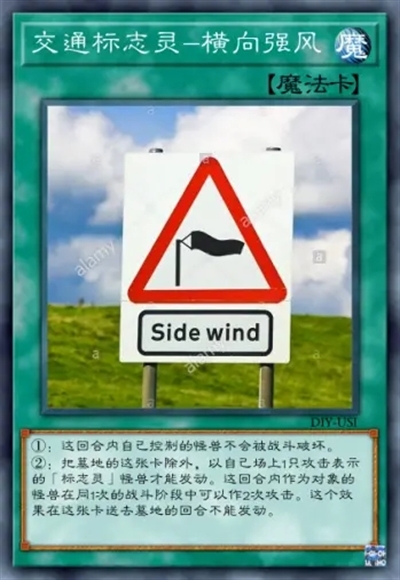 交通标志灵-横向强风 魔
【魔法卡】
alamy
a
alamy
a
Side wind
alamy
a
a
DIY-USI
①：这回合内自己控制的怪兽不会被战斗破坏。
②：把墓地的这张卡除外，以自己场上1只攻击表示
的「标志灵」怪兽才能发动。这回合内作为对象的
怪兽在同1次的战斗阶段中可以作2次攻击。这个效
果在这张卡送去墓地的回合不能发动。